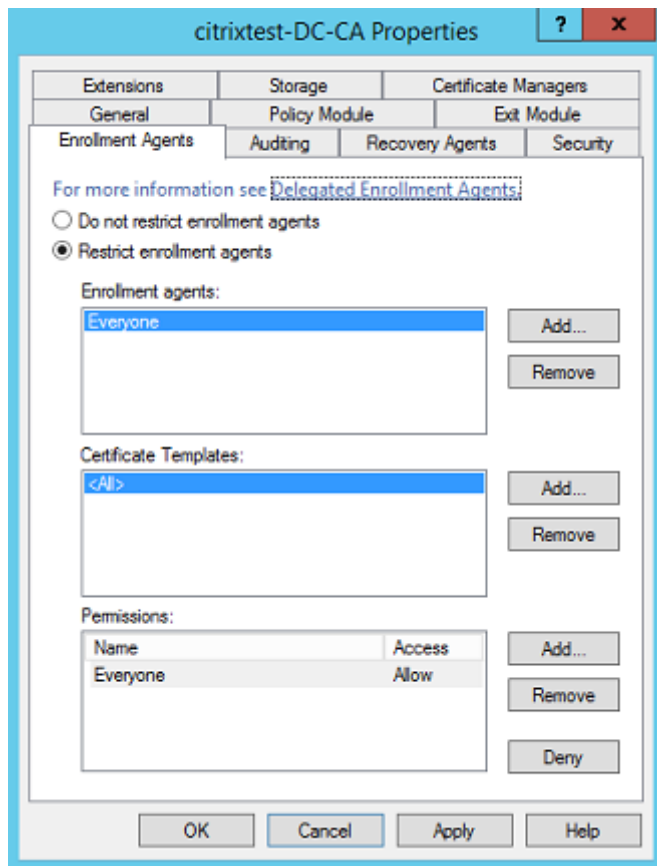 citrixtest-DC-CA Properties
? x
Extensions Storage Certificate Managers
General Policy Module Exit Module
Enrollment Agents Auditing Recovery Agents Security
For more information see Delegated Enrollment Agents.
Do not restrict enrollment agents
Restrict enrollment agents
Enrollment agents:
Everyone
Add...
Remove
Certificate Templates:
<All>
Add...
Remove
Permissions:
Name Access
Everyone Allow
Add...
Remove
Deny
OK Cancel Apply Help